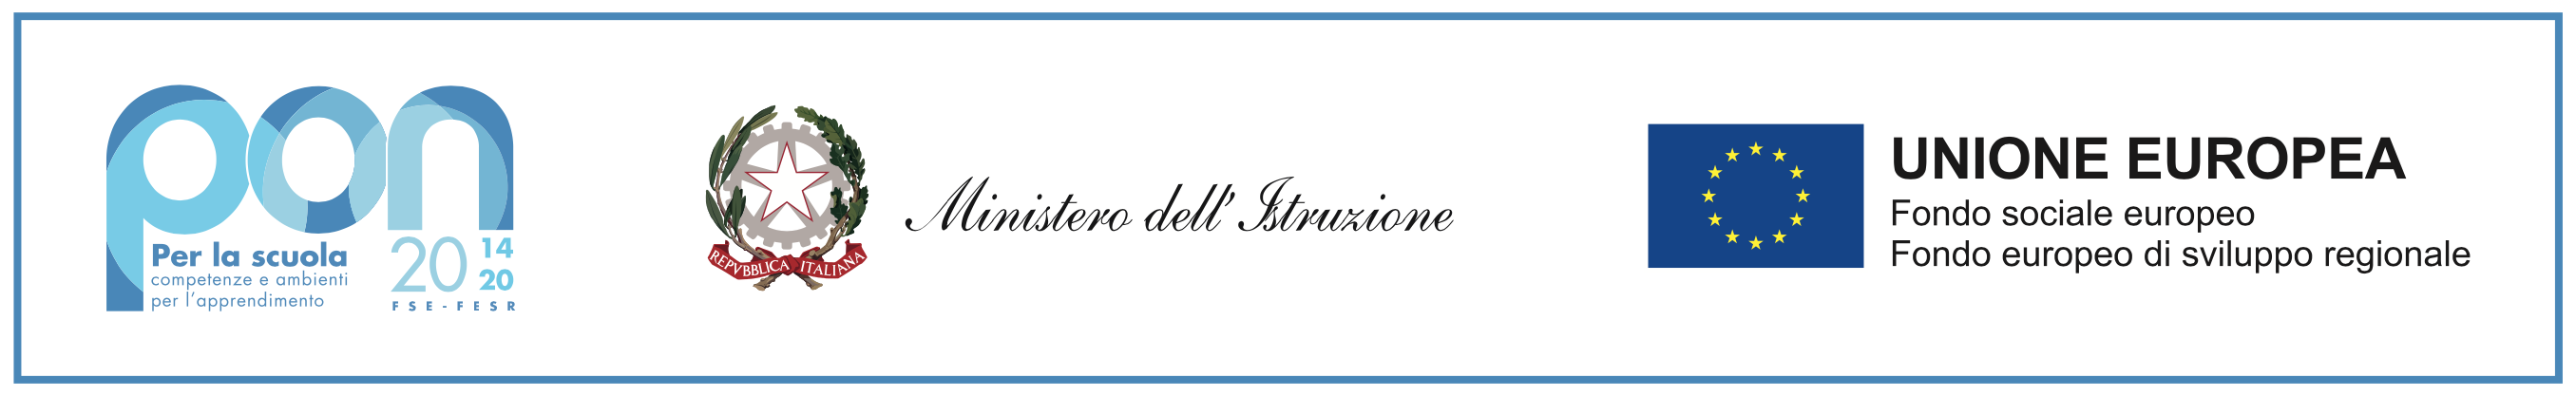 pon
Per la scuola
competenze e ambienti
per l'apprendimento
20
14
20
FSE-FESR
REPVBBLICA ITALIANA
Ministero dell'Istruzione
UNIONE EUROPEA
Fondo sociale europeo
Fondo europeo di sviluppo regionale